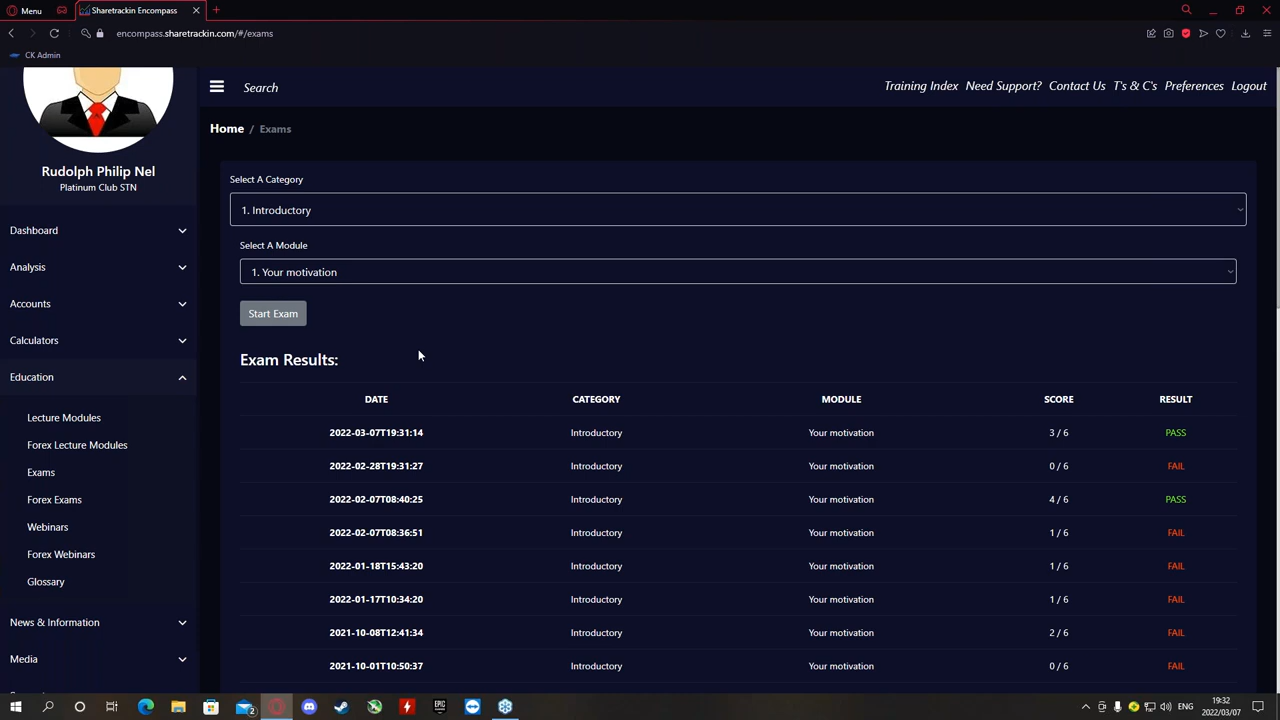 Menu
Sharetrackin Encompass
encompass.sharetrackin.com/#/exams
CK Admin
Search
Training Index Need Support? Contact Us T's & C's Preferences Logout
Home / Exams
Rudolph Philip Nel
Platinum Club STN
Dashboard
Analysis
Accounts
Calculators
Education
Lecture Modules
Forex Lecture Modules
Exams
Forex Exams
Webinars
Forex Webinars
Glossary
News & Information
Media
Select A Category
1. Introductory
Select A Module
1. Your motivation
Start Exam
Exam Results:
DATE CATEGORY MODULE SCORE RESULT
2022-03-07T19:31:14 Introductory Your motivation 3 / 6 PASS
2022-02-28T19:31:27 Introductory Your motivation 0 / 6 FAIL
2022-02-07T08:40:25 Introductory Your motivation 4 / 6 PASS
2022-02-07T08:36:51 Introductory Your motivation 1 / 6 FAIL
2022-01-18T15:43:20 Introductory Your motivation 1 / 6 FAIL
2022-01-17T10:34:20 Introductory Your motivation 1 / 6 FAIL
2021-10-08T12:41:34 Introductory Your motivation 2 / 6 FAIL
2021-10-01T10:50:37 Introductory Your motivation 0 / 6 FAIL
2
EPIC
ENG
19:32
2022/03/07